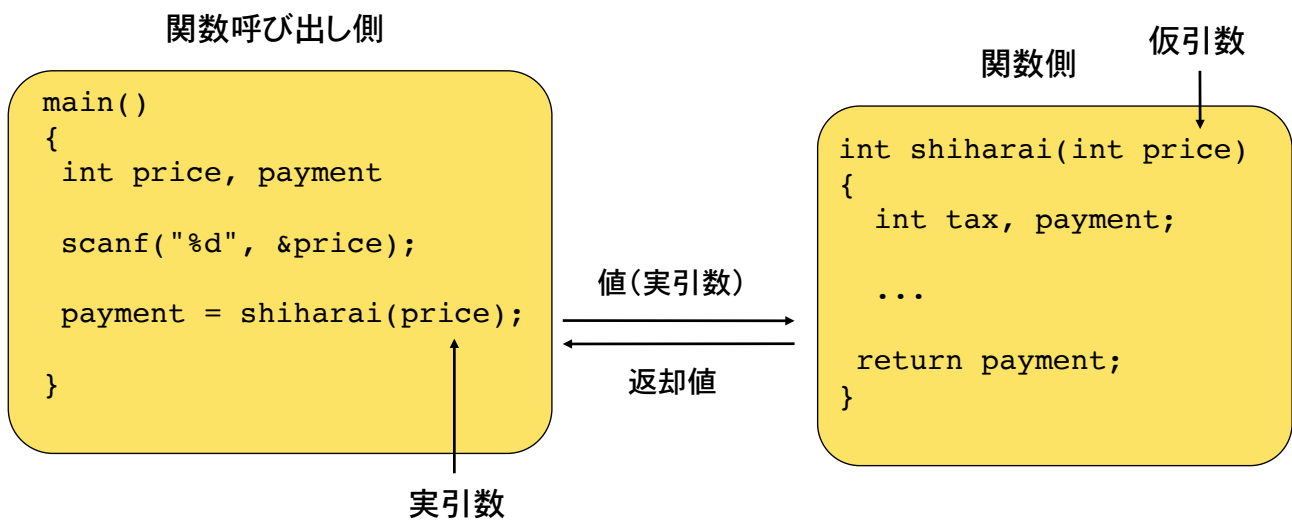 関数呼び出し側
main()
{
int price, payment
scanf("%d", &price);
payment = shiharai(price);
}
実引数
値(実引数)
返却値
関数側
仮引数
int shiharai(int price)
{
int tax, payment;
...
return payment;
}